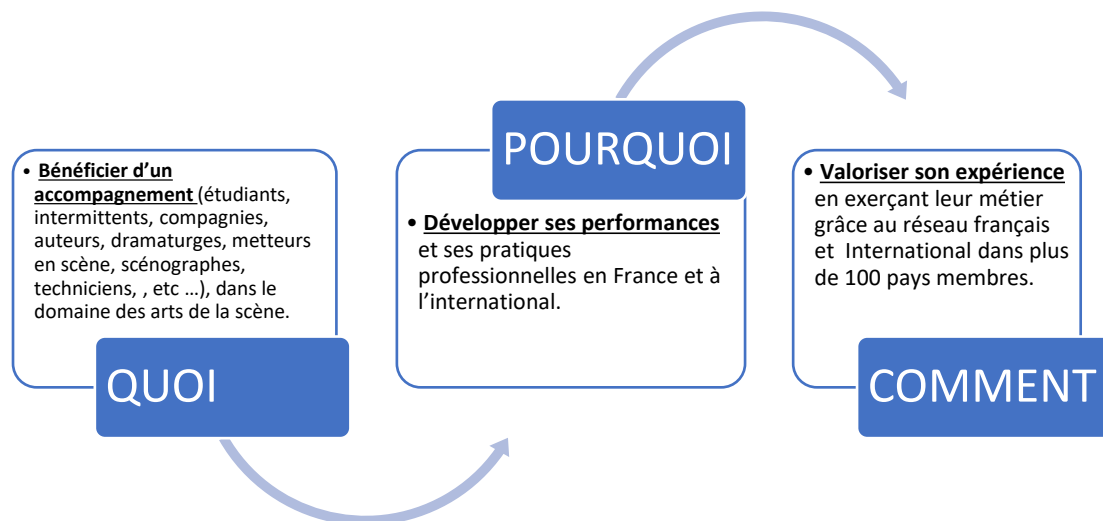 • Bénéficier d’un
accompagnement (étudiants,
intermittents, compagnies,
auteurs, dramaturges, metteurs
en scène, scénographes,
techniciens, , etc …), dans le
domaine des arts de la scène.
QUOI
POURQUOI
• Développer ses performances
et ses pratiques
professionnelles en France et à
l’international.
• Valoriser son expérience
en exerçant leur métier
grâce au réseau français
et International dans plus
de 100 pays membres.
COMMENT